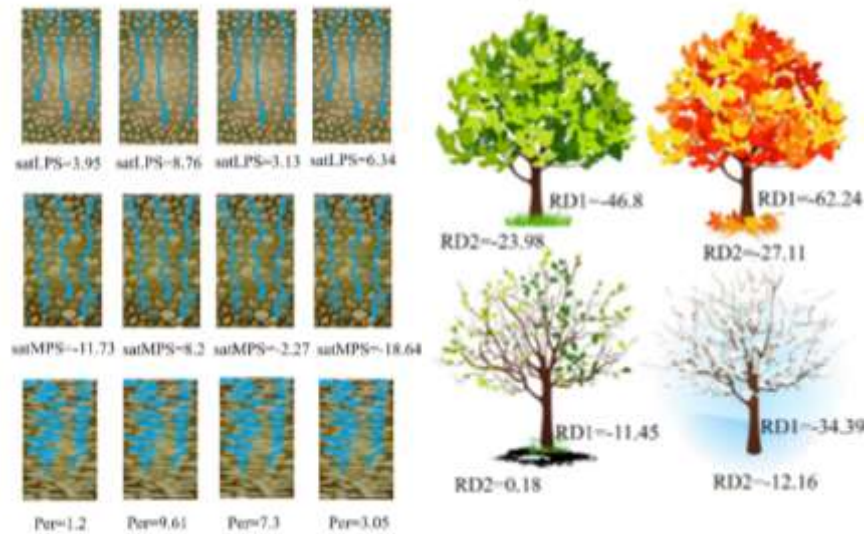 satLPS=3.95 satLPS=8.76 satLPS=3.13 satLPS=6.34
satMPS=-11.73 satMPS=8.2 satMPS=-2.27 satMPS=-18.64
Per=1.2 Per=9.61 Per=7.3 Per=3.05
RD1=-46.8
RD2=-23.98
RD1=-62.24
RD2=-27.11
RD1=-11.45
RD2=0.18
RD1=-34.39
RD2=-12.16